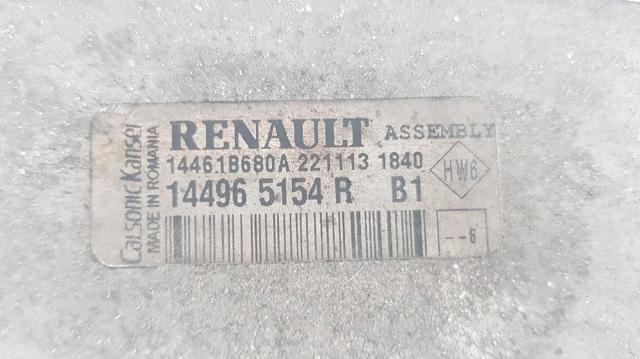 Calsonic Kansei
MADE IN ROMANIA
RENAULT ASSEMBLY
14461B680A 221113 1840
14496 5154 R B1
HW6
--6